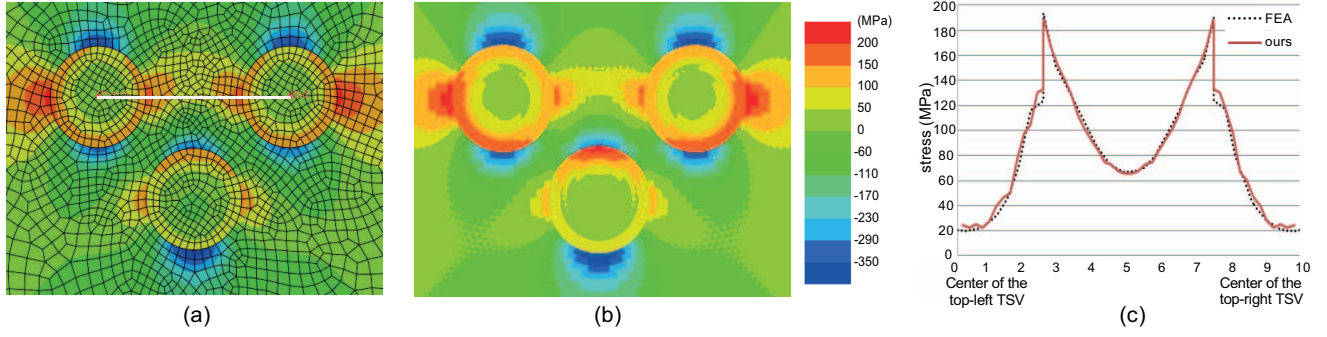 (MPa)
200
150
100
50
0
-60
-110
-170
-230
-290
-350
(a)
(b)
200
180
160
140
120
100
80
60
40
20
0
stress (MPa)
FEA
ours
0 1 2 3 4 5 6 7 8 9 10
Center of the
top-left TSV
Center of the
top-right TSV
(c)